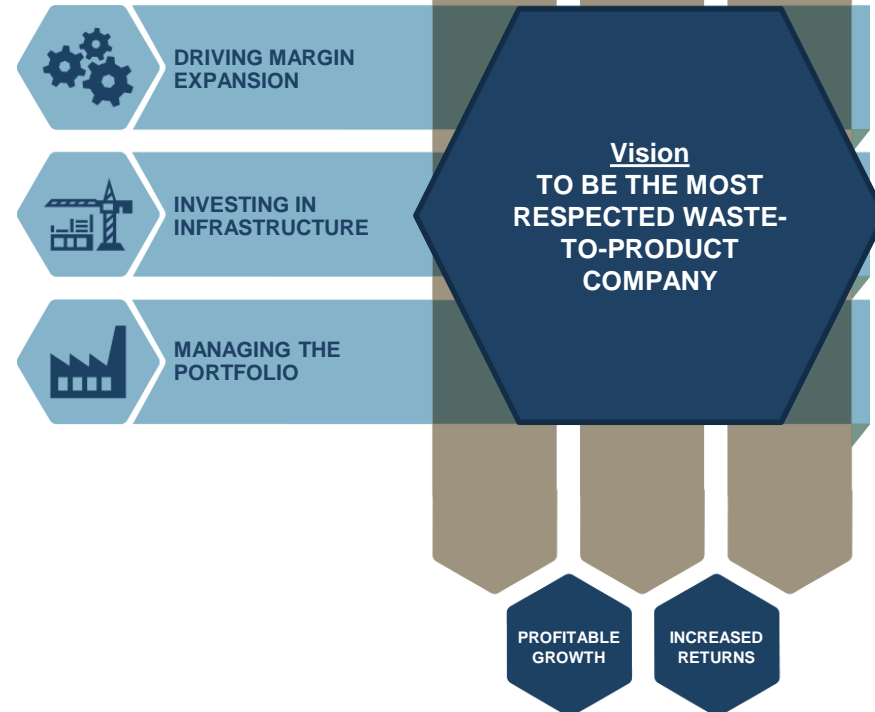 DRIVING MARGIN
EXPANSION
Vision
TO BE THE MOST
RESPECTED WASTE-
TO-PRODUCT
COMPANY
INVESTING IN
INFRASTRUCTURE
MANAGING THE
PORTFOLIO
PROFITABLE
GROWTH
INCREASED
RETURNS